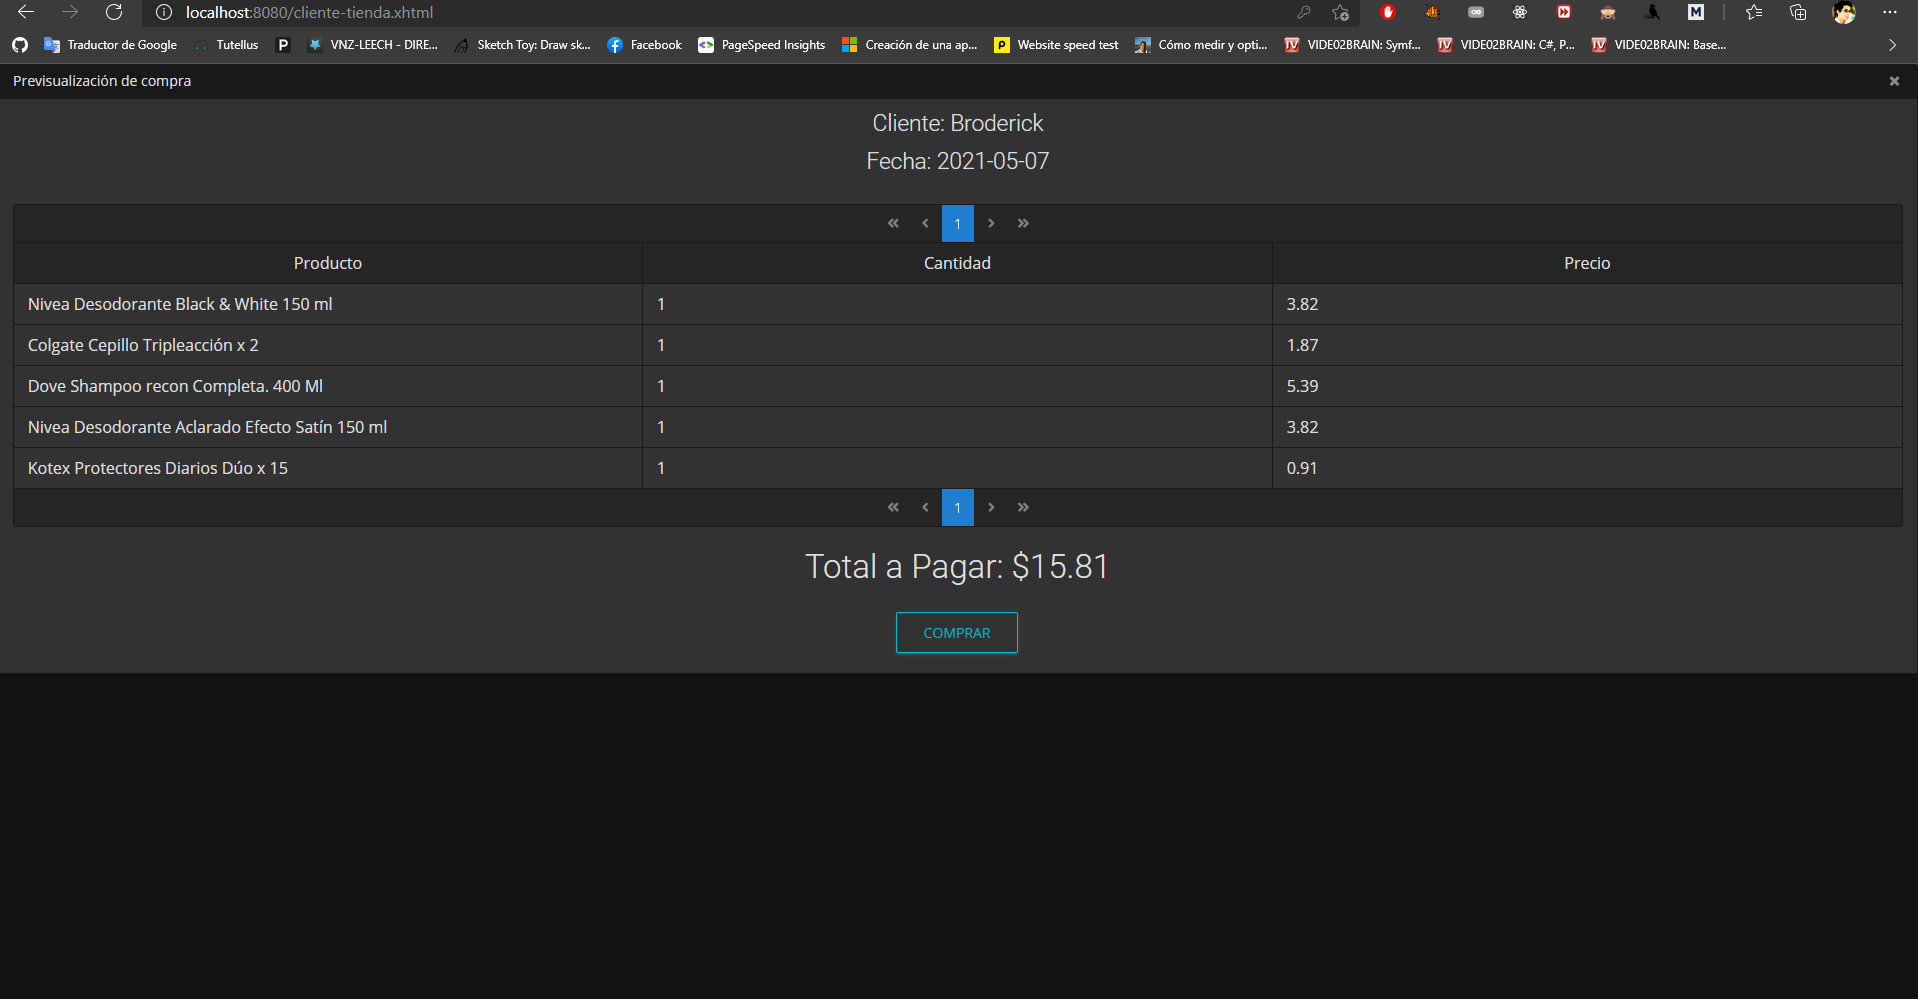 localhost:8080/cliente-tienda.xhtml
Traductor de Google Tutellus P VNZ-LEECH - DIRE... Sketch Toy: Draw sk... Facebook PageSpeed Insights Creación de una ap... P Website speed test Cómo medir y opti... VIDE02BRAIN: Symf... VIDE02BRAIN: C#, P... VIDE02BRAIN: Base...
Previsualización de compra
Cliente: Broderick
Fecha: 2021-05-07
1
Producto Cantidad Precio
Nivea Desodorante Black & White 150 ml 1 3.82
Colgate Cepillo Tripleacción x 2 1 1.87
Dove Shampoo recon Completa. 400 Ml 1 5.39
Nivea Desodorante Aclarado Efecto Satín 150 ml 1 3.82
Kotex Protectores Diarios Dúo x 15 1 0.91
1
Total a Pagar: $15.81
COMPRAR